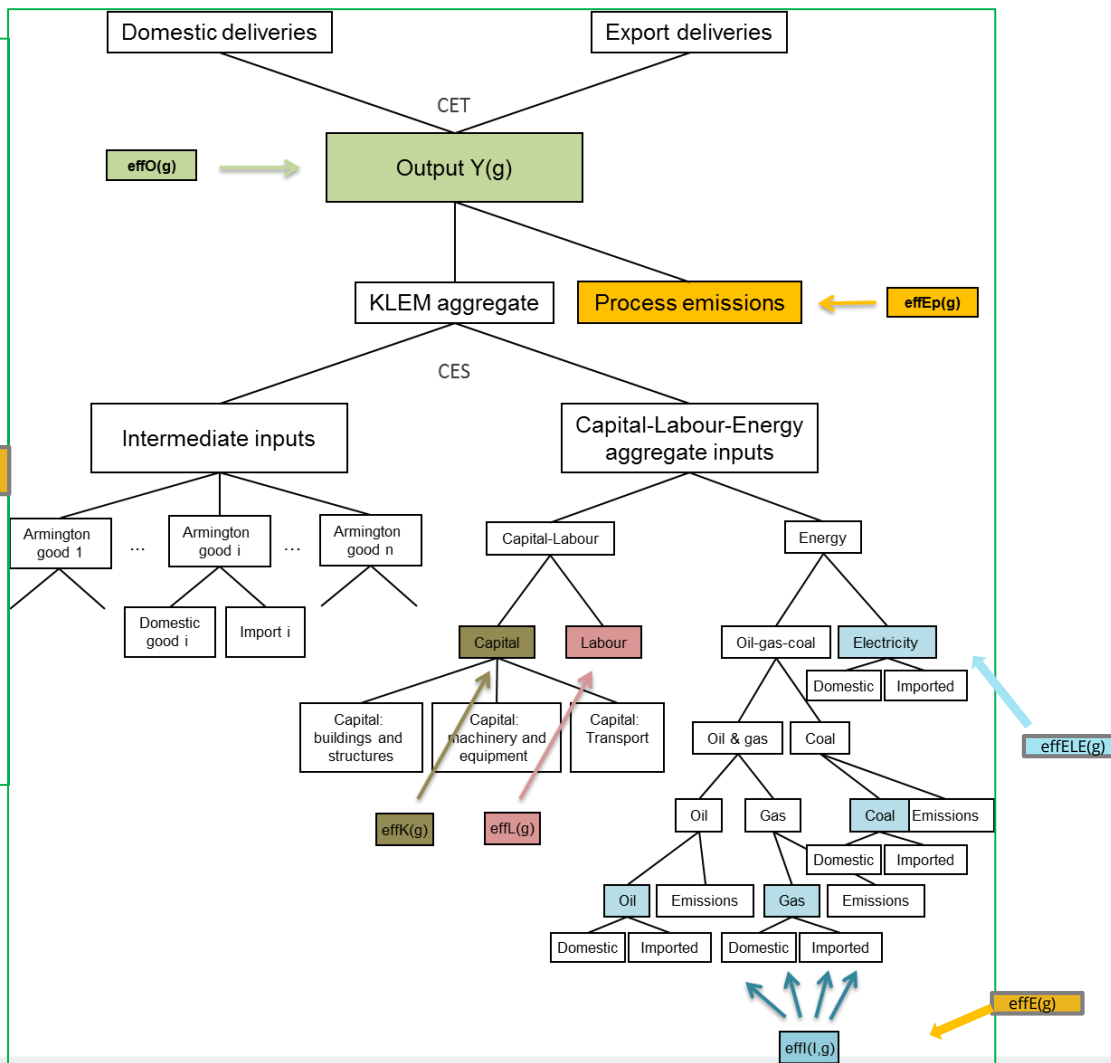 Domestic deliveries
Export deliveries
CET
effO(g)
Output Y(g)
KLEM aggregate
Process emissions
effEp(g)
CES
Intermediate inputs
Capital-Labour-Energy
aggregate inputs
Armington
good 1
...
Armington
good i
...
Armington
good n
Capital-Labour
Energy
Domestic
good i
Import i
Capital
Labour
Oil-gas-coal
Electricity
Domestic
Imported
Capital:
buildings and
structures
Capital:
machinery and
equipment
Capital:
Transport
Oil & gas
Coal
effELE(g)
effK(g)
effL(g)
Oil
Gas
Coal
Emissions
Domestic
Imported
Oil
Emissions
Gas
Emissions
Domestic
Imported
Domestic
Imported
effE(g)
effI(I,g)